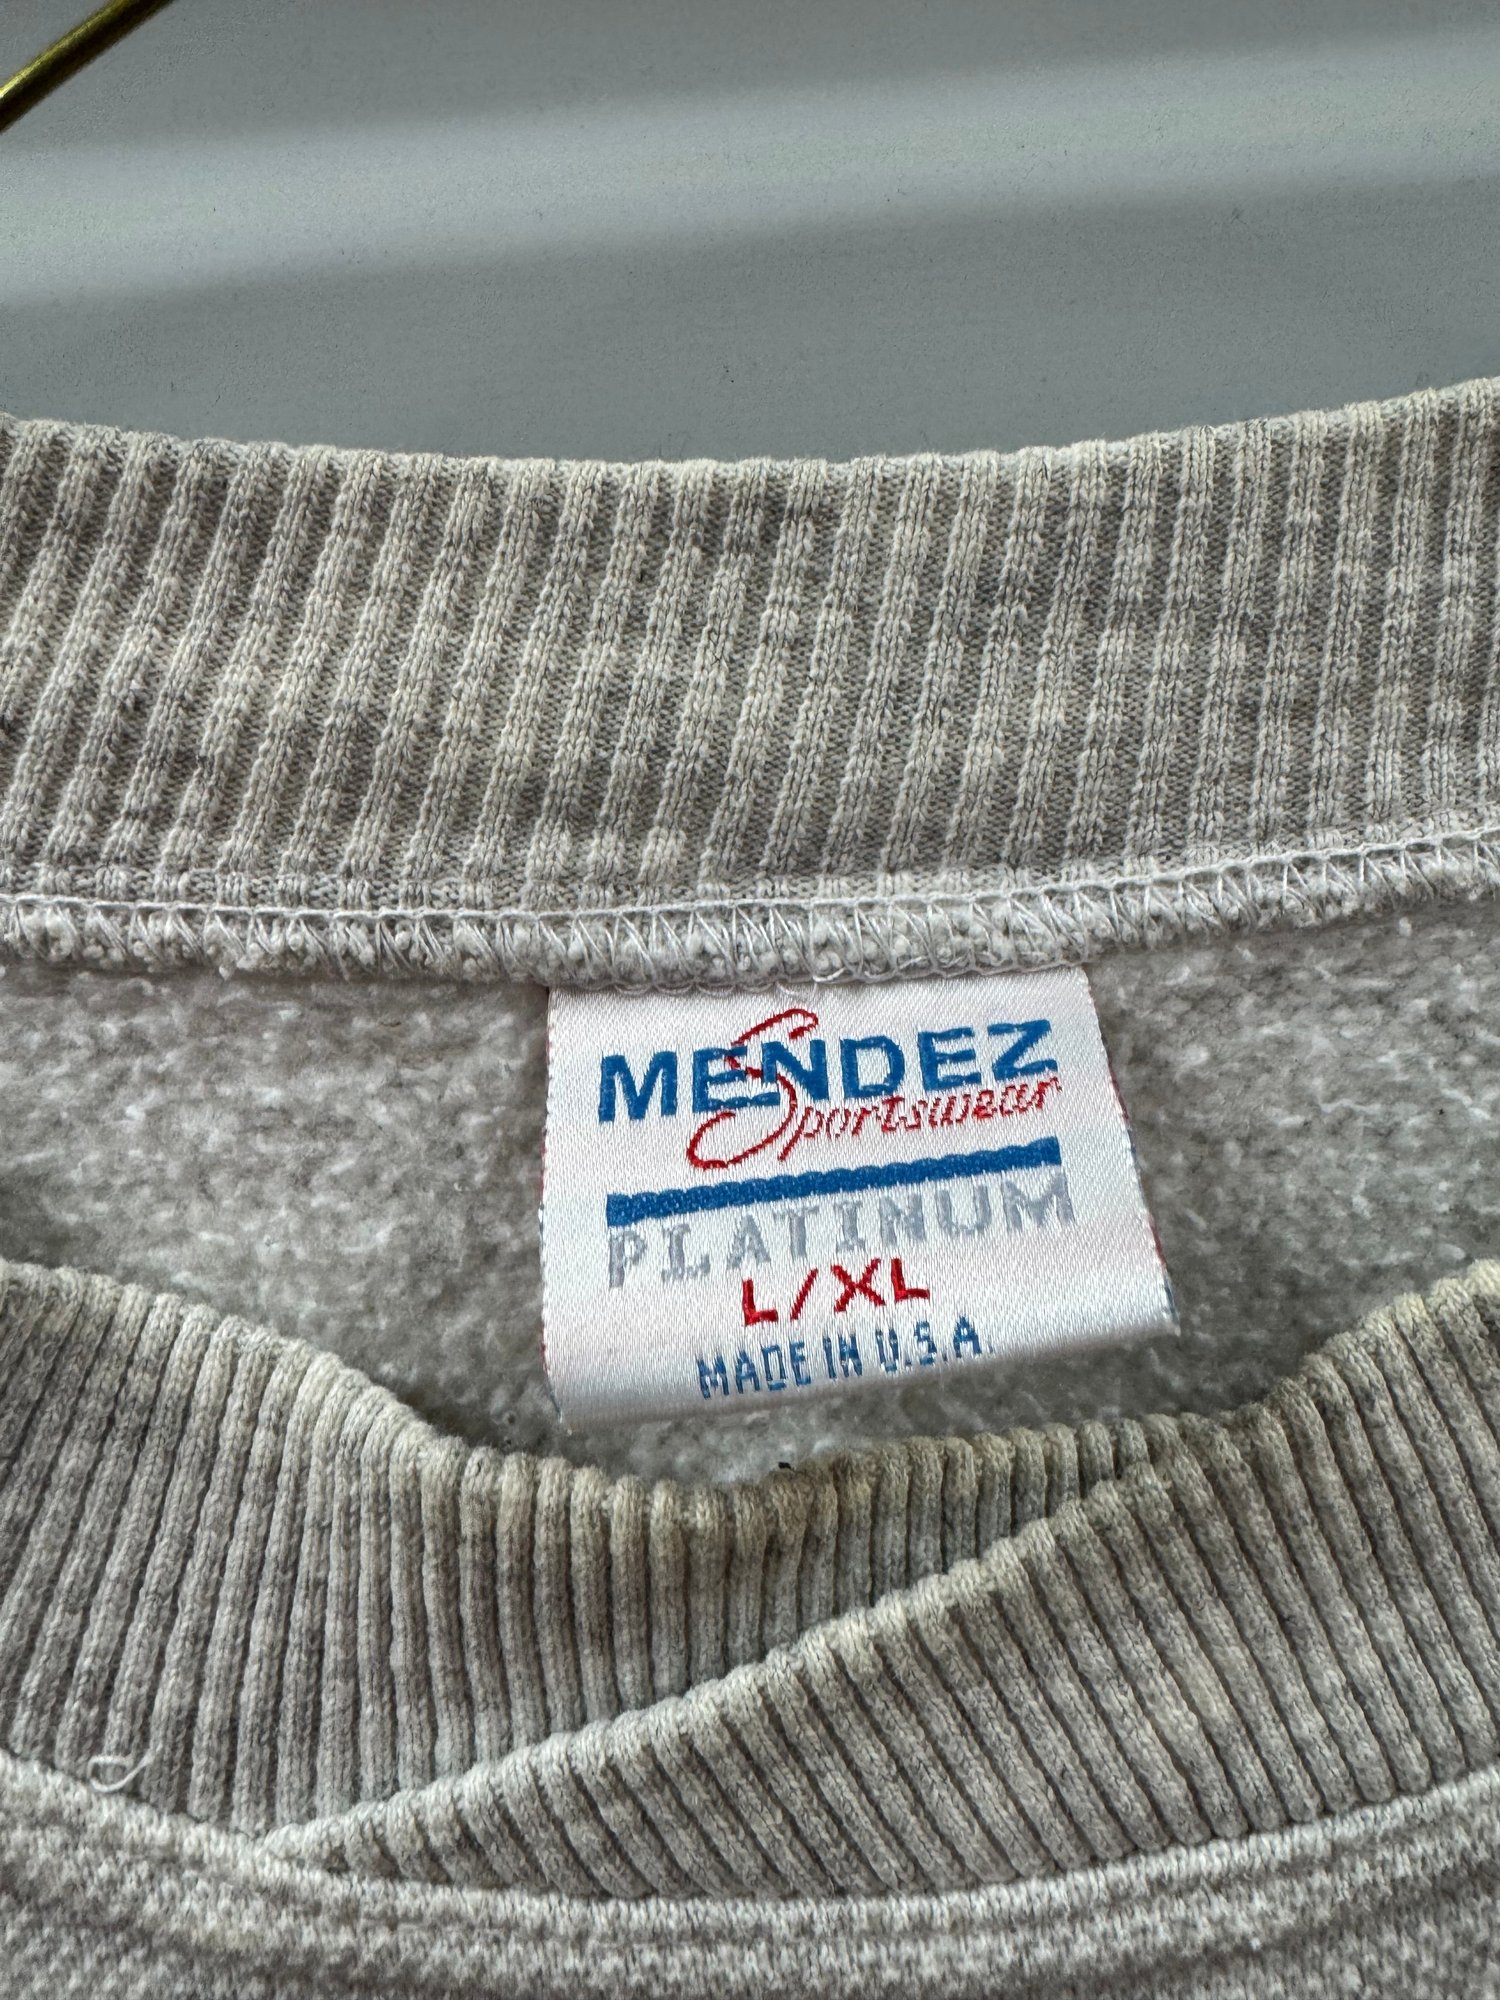 MENDEZ
Sportswear
PLATINUM
L/XL
MADE IN U.S.A.